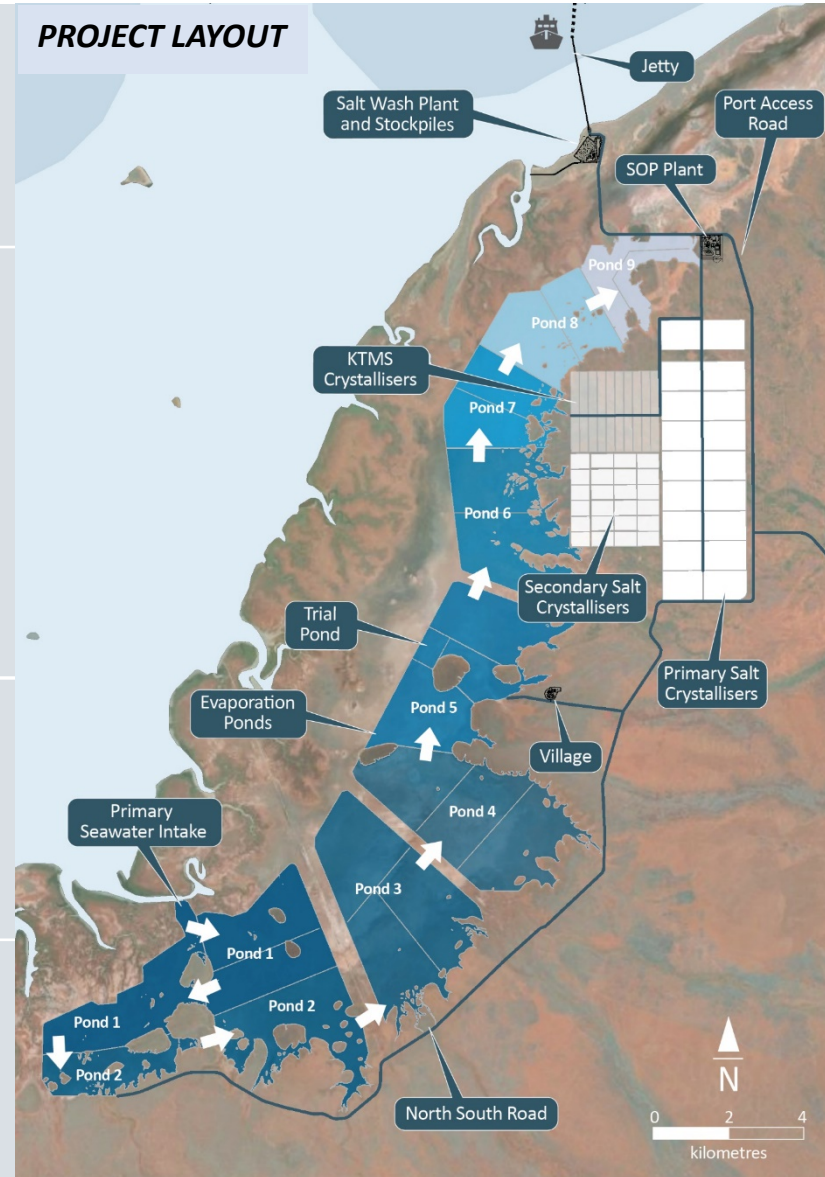 PROJECT LAYOUT
Jetty
Salt Wash Plant
and Stockpiles
Port Access
Road
SOP Plant
Pond 9
Pond 8
KTMS
Crystallisers
Pond 7
Pond 6
Secondary Salt
Crystallisers
Trial
Pond
Primary Salt
Crystallisers
Evaporation
Ponds
Pond 5
Village
Primary
Seawater Intake
Pond 4
Pond 3
Pond 1
Pond 2
Pond 1
Pond 2
North South Road
N
0 2 4
kilometres